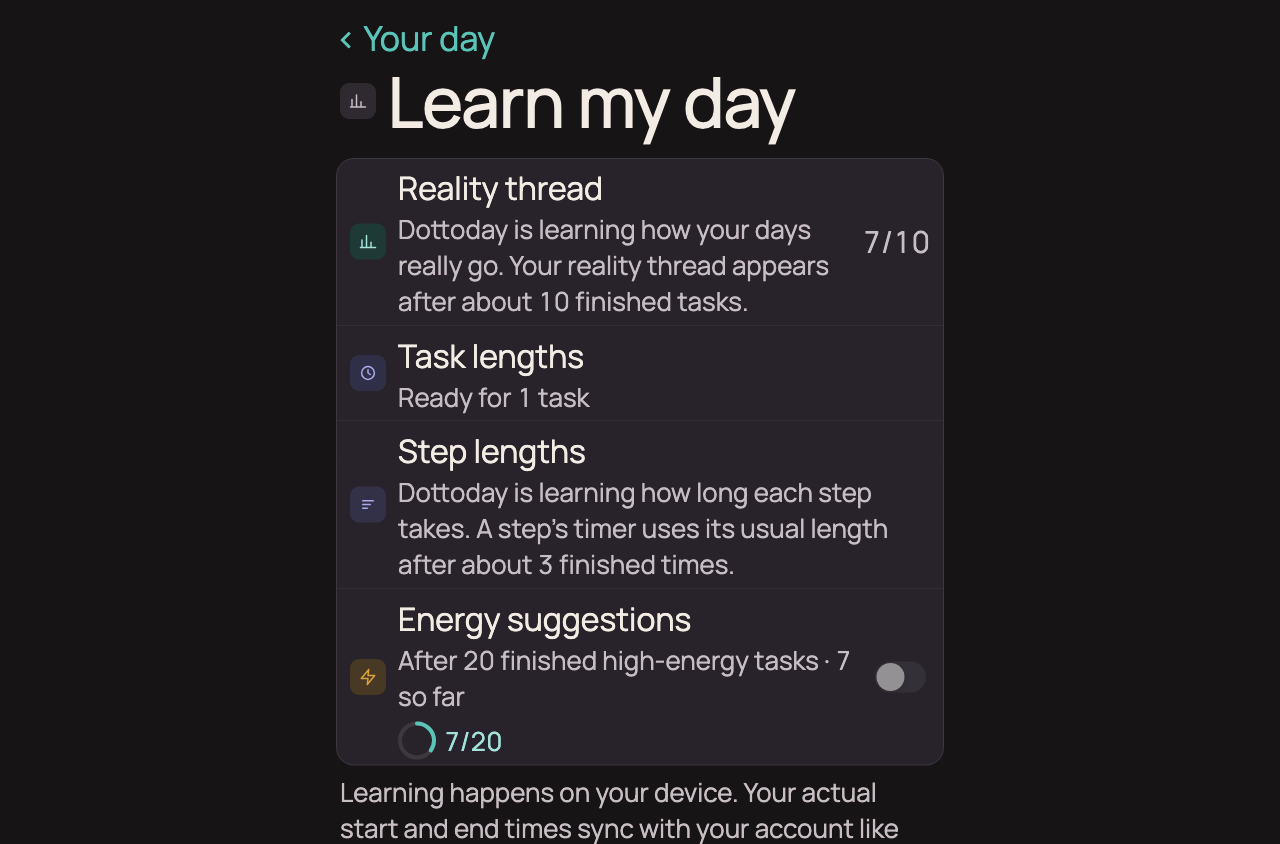 Your day
Learn my day
Reality thread
Dottoday is learning how your days
really go. Your reality thread appears
after about 10 finished tasks.
7/10
Task lengths
Ready for 1 task
Step lengths
Dottoday is learning how long each step
takes. A step's timer uses its usual length
after about 3 finished times.
Energy suggestions
After 20 finished high-energy tasks · 7
so far
7/20
Learning happens on your device. Your actual
start and end times sync with your account like